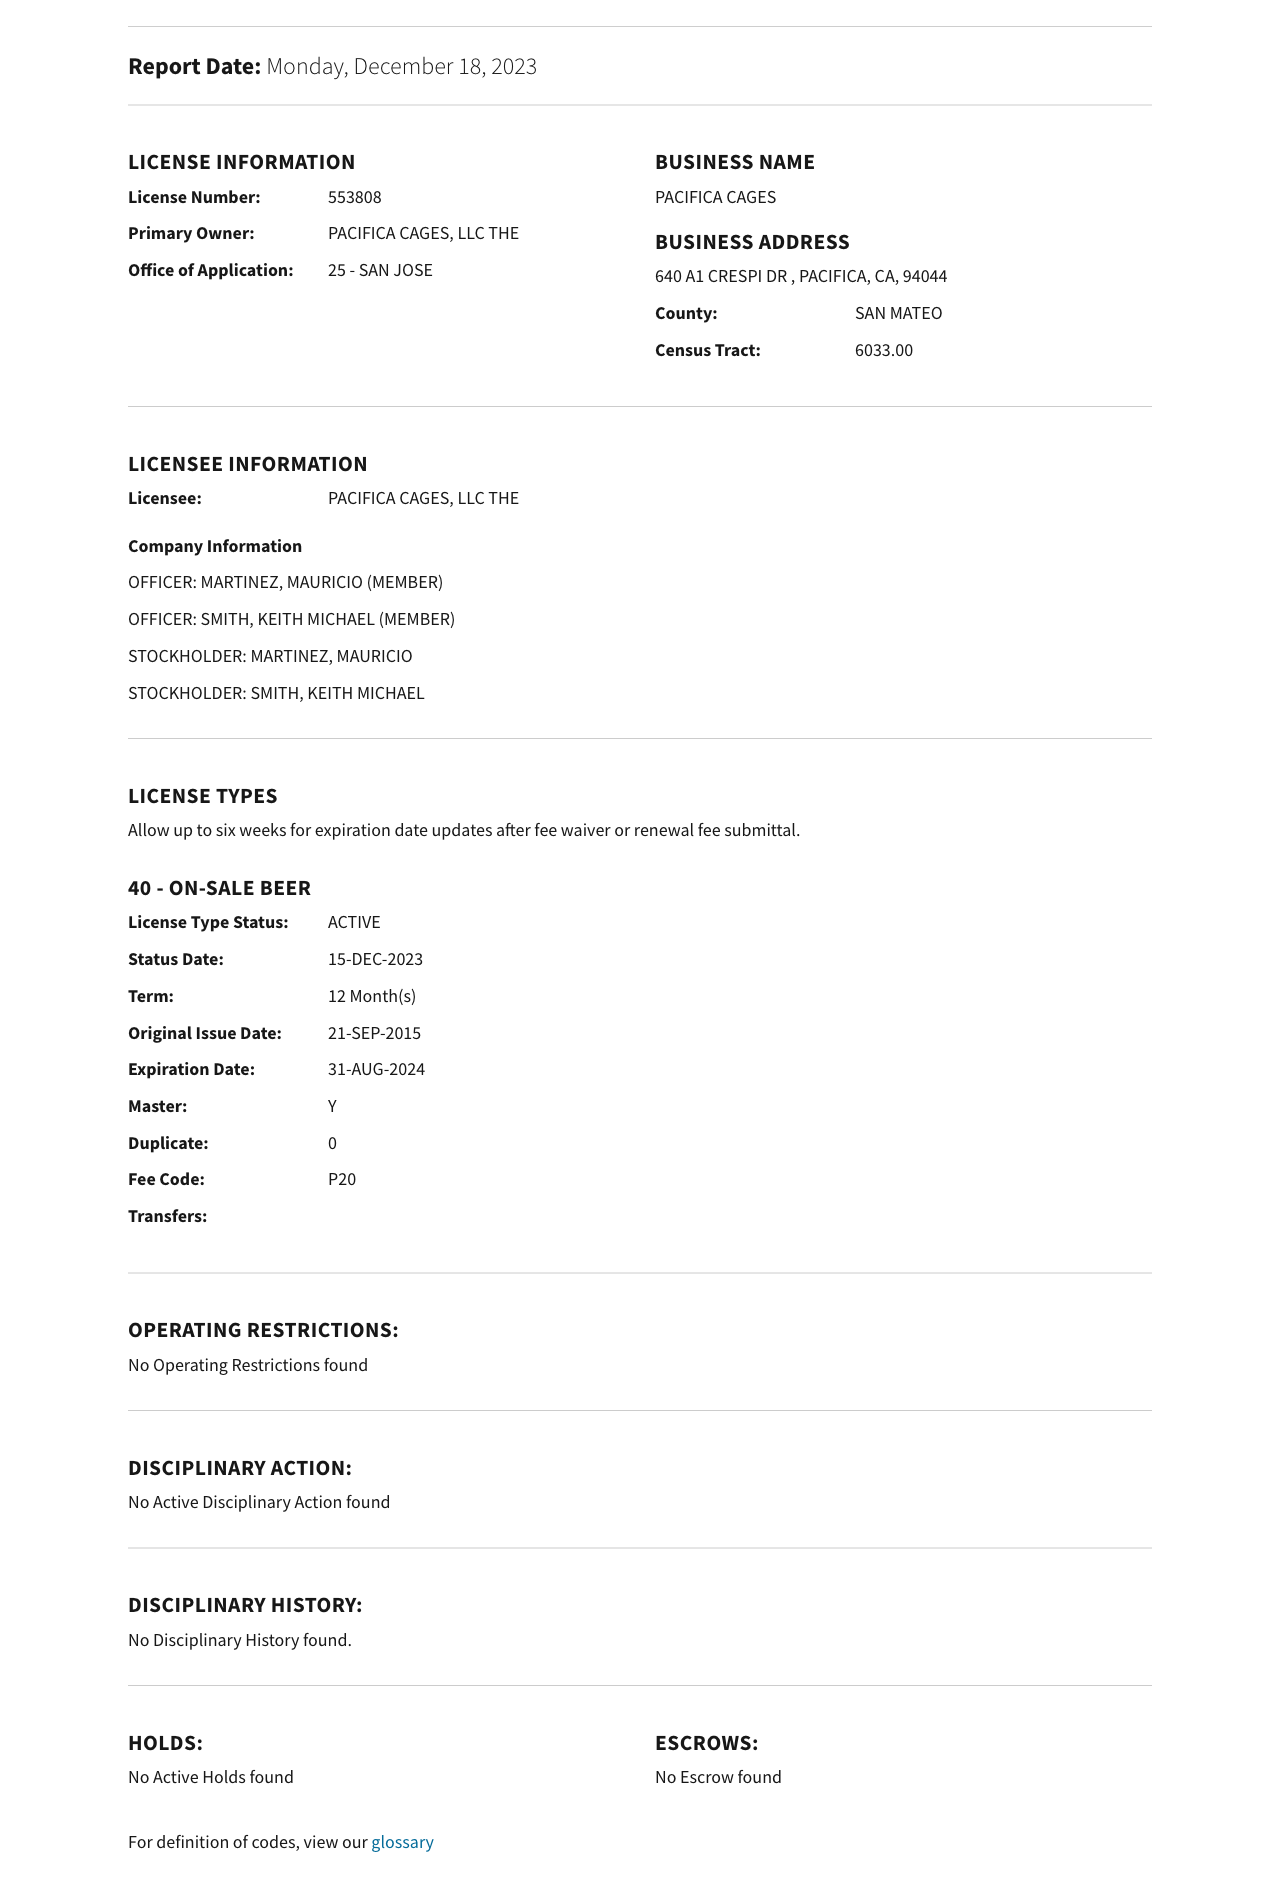 Report Date: Monday, December 18, 2023
LICENSE INFORMATION
License Number: 553808
Primary Owner: PACIFICA CAGES, LLC THE
Office of Application: 25 - SAN JOSE
BUSINESS NAME
PACIFICA CAGES
BUSINESS ADDRESS
640 A1 CRESPI DR , PACIFICA, CA, 94044
County: SAN MATEO
Census Tract: 6033.00
LICENSEE INFORMATION
Licensee: PACIFICA CAGES, LLC THE
Company Information
OFFICER: MARTINEZ, MAURICIO (MEMBER)
OFFICER: SMITH, KEITH MICHAEL (MEMBER)
STOCKHOLDER: MARTINEZ, MAURICIO
STOCKHOLDER: SMITH, KEITH MICHAEL
LICENSE TYPES
Allow up to six weeks for expiration date updates after fee waiver or renewal fee submittal.
40 - ON-SALE BEER
License Type Status: ACTIVE
Status Date: 15-DEC-2023
Term: 12 Month(s)
Original Issue Date: 21-SEP-2015
Expiration Date: 31-AUG-2024
Master: Y
Duplicate: 0
Fee Code: P20
Transfers:
OPERATING RESTRICTIONS:
No Operating Restrictions found
DISCIPLINARY ACTION:
No Active Disciplinary Action found
DISCIPLINARY HISTORY:
No Disciplinary History found.
HOLDS:
No Active Holds found
ESCROWS:
No Escrow found
For definition of codes, view our glossary